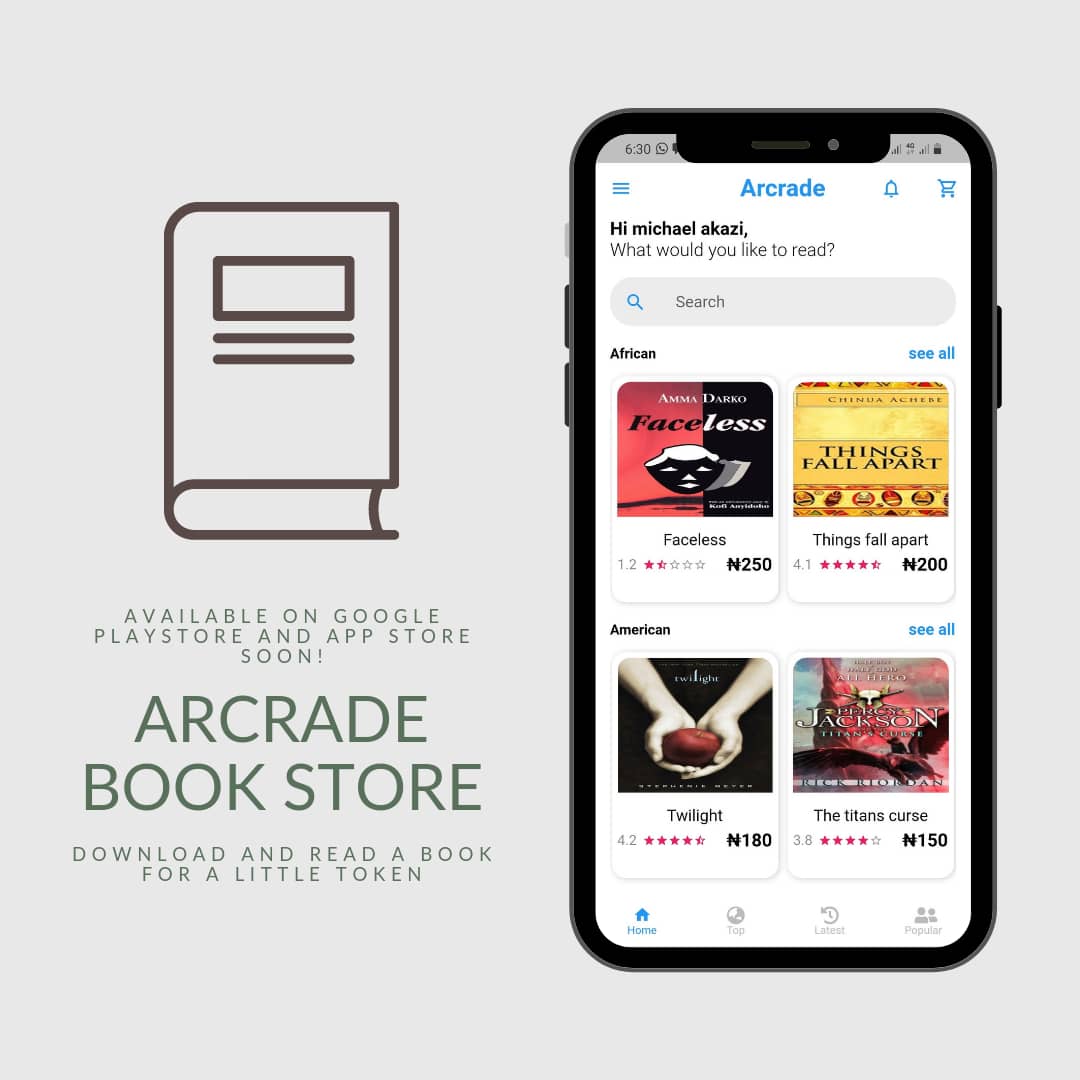 AVAILABLE ON GOOGLE
PLAYSTORE AND APP STORE
SOON!
ARCRADE
BOOK STORE
DOWNLOAD AND READ A BOOK
FOR A LITTLE TOKEN
6:30
4G
Arcrade
Hi michael akazi,
What would you like to read?
Search
African see all
AMMA DARKO
Faceless
Kofi Anyidoho
Faceless
1.2 ₦250
CHINUA ACHEBE
THINGS
FALL APART
Things fall apart
4.1 ₦200
American see all
twilight
STEPHENIE MEYER
Twilight
4.2 ₦180
HALF BOY
HALF GOD
ALL HERO
PERCY
JACKSON
TITAN'S CURSE
RICK RIORDAN
The titans curse
3.8 ₦150
Home Top Latest Popular